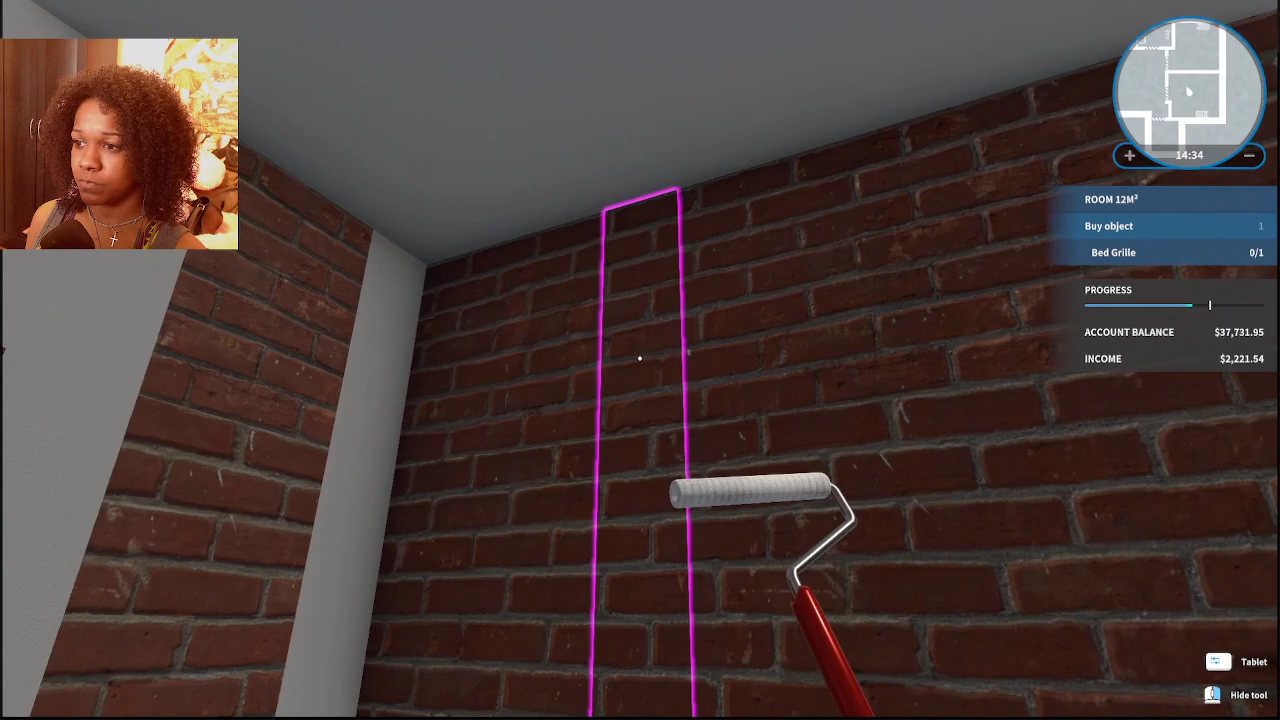 14:34
ROOM 12M²
Buy object 1
Bed Grille 0/1
PROGRESS
ACCOUNT BALANCE $37,731.95
INCOME $2,221.54
Tablet
Hide tool